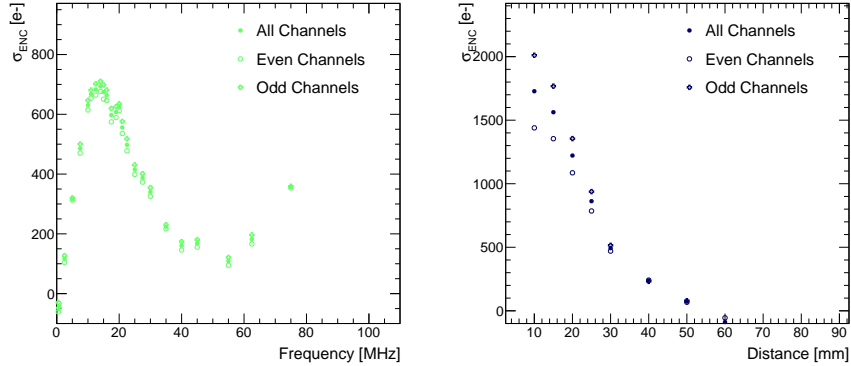 σENC [e-]
800
600
400
200
0
0 20 40 60 80 100
Frequency [MHz]
All Channels
Even Channels
Odd Channels
σENC [e-]
2000
1500
1000
500
0
10 20 30 40 50 60 70 80 90
Distance [mm]
All Channels
Even Channels
Odd Channels